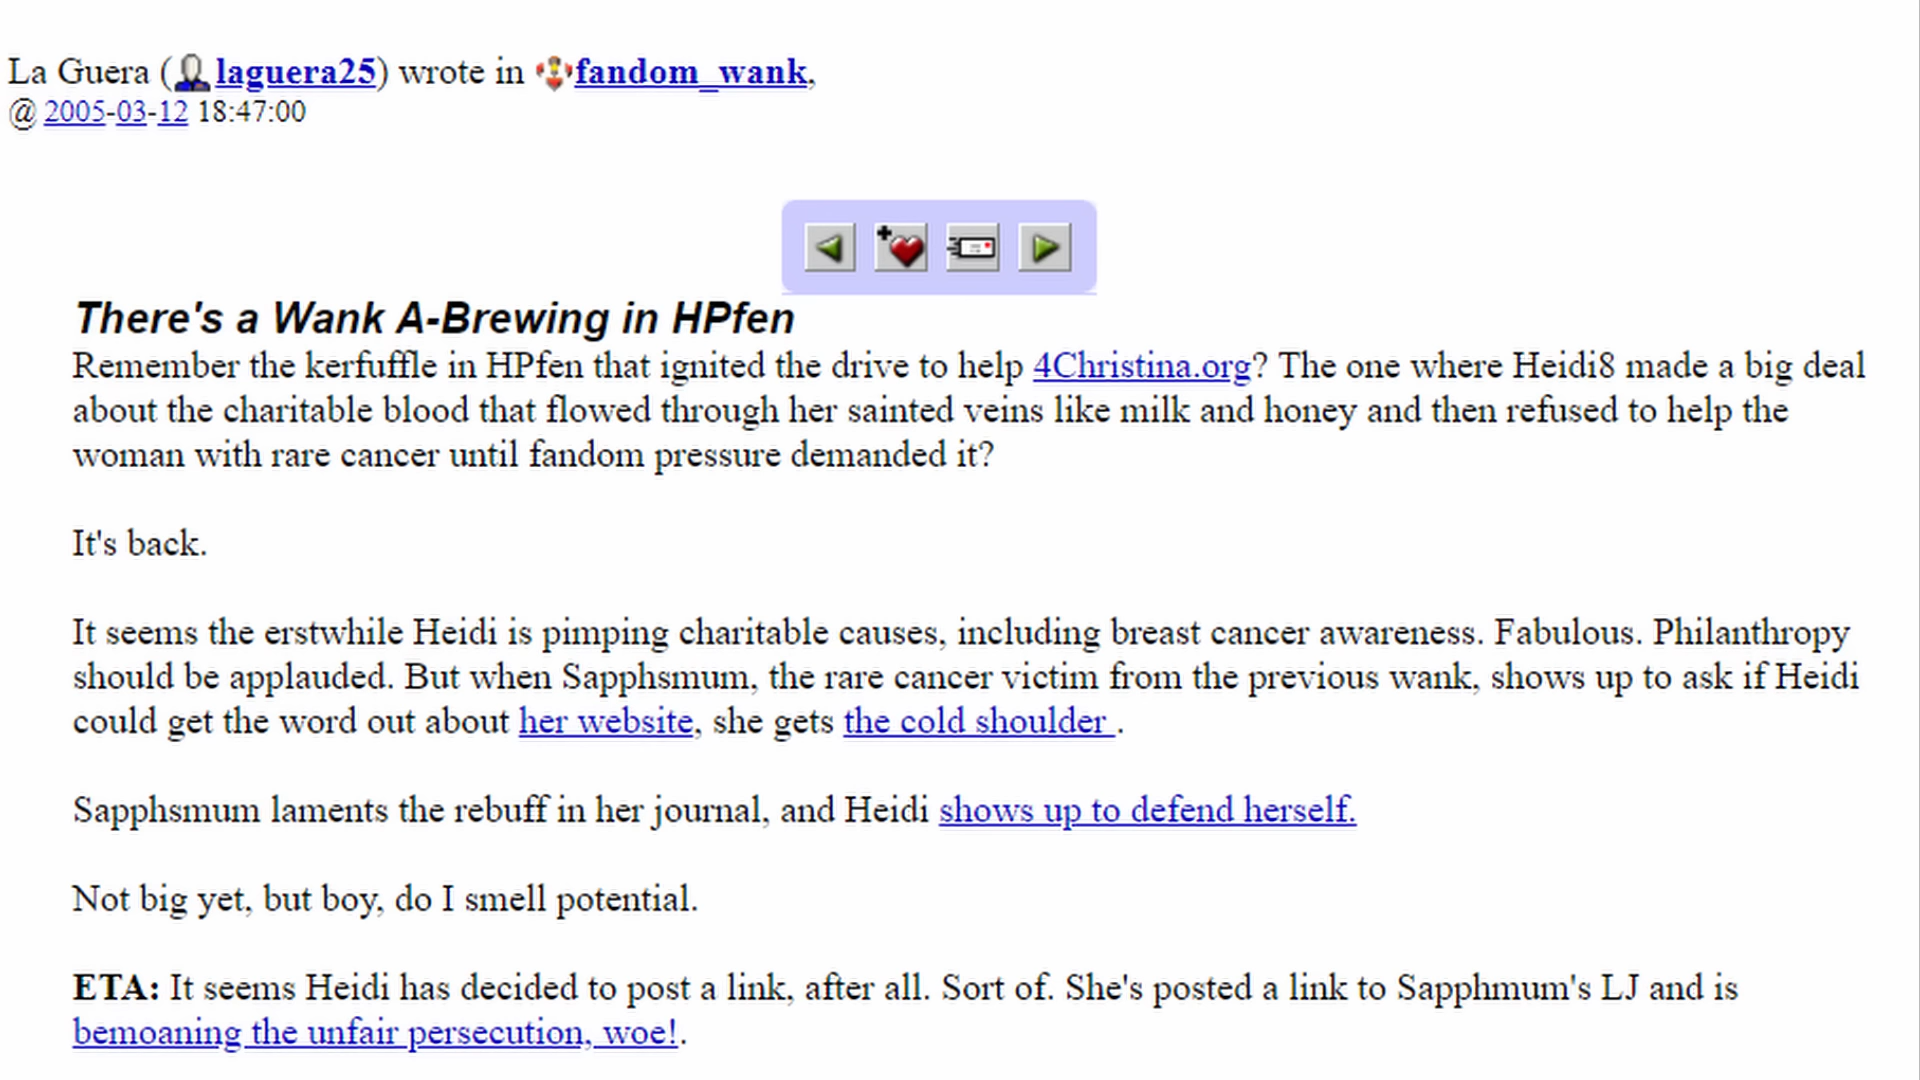 La Guera (laguera25) wrote in fandom_wank,
@ 2005-03-12 18:47:00
There's a Wank A-Brewing in HPfen
Remember the kerfuffle in HPfen that ignited the drive to help 4Christina.org? The one where Heidi8 made a big deal
about the charitable blood that flowed through her sainted veins like milk and honey and then refused to help the
woman with rare cancer until fandom pressure demanded it?
It's back.
It seems the erstwhile Heidi is pimping charitable causes, including breast cancer awareness. Fabulous. Philanthropy
should be applauded. But when Sapphsmum, the rare cancer victim from the previous wank, shows up to ask if Heidi
could get the word out about her website, she gets the cold shoulder .
Sapphsmum laments the rebuff in her journal, and Heidi shows up to defend herself.
Not big yet, but boy, do I smell potential.
ETA: It seems Heidi has decided to post a link, after all. Sort of. She's posted a link to Sapphmum's LJ and is
bemoaning the unfair persecution, woe!.